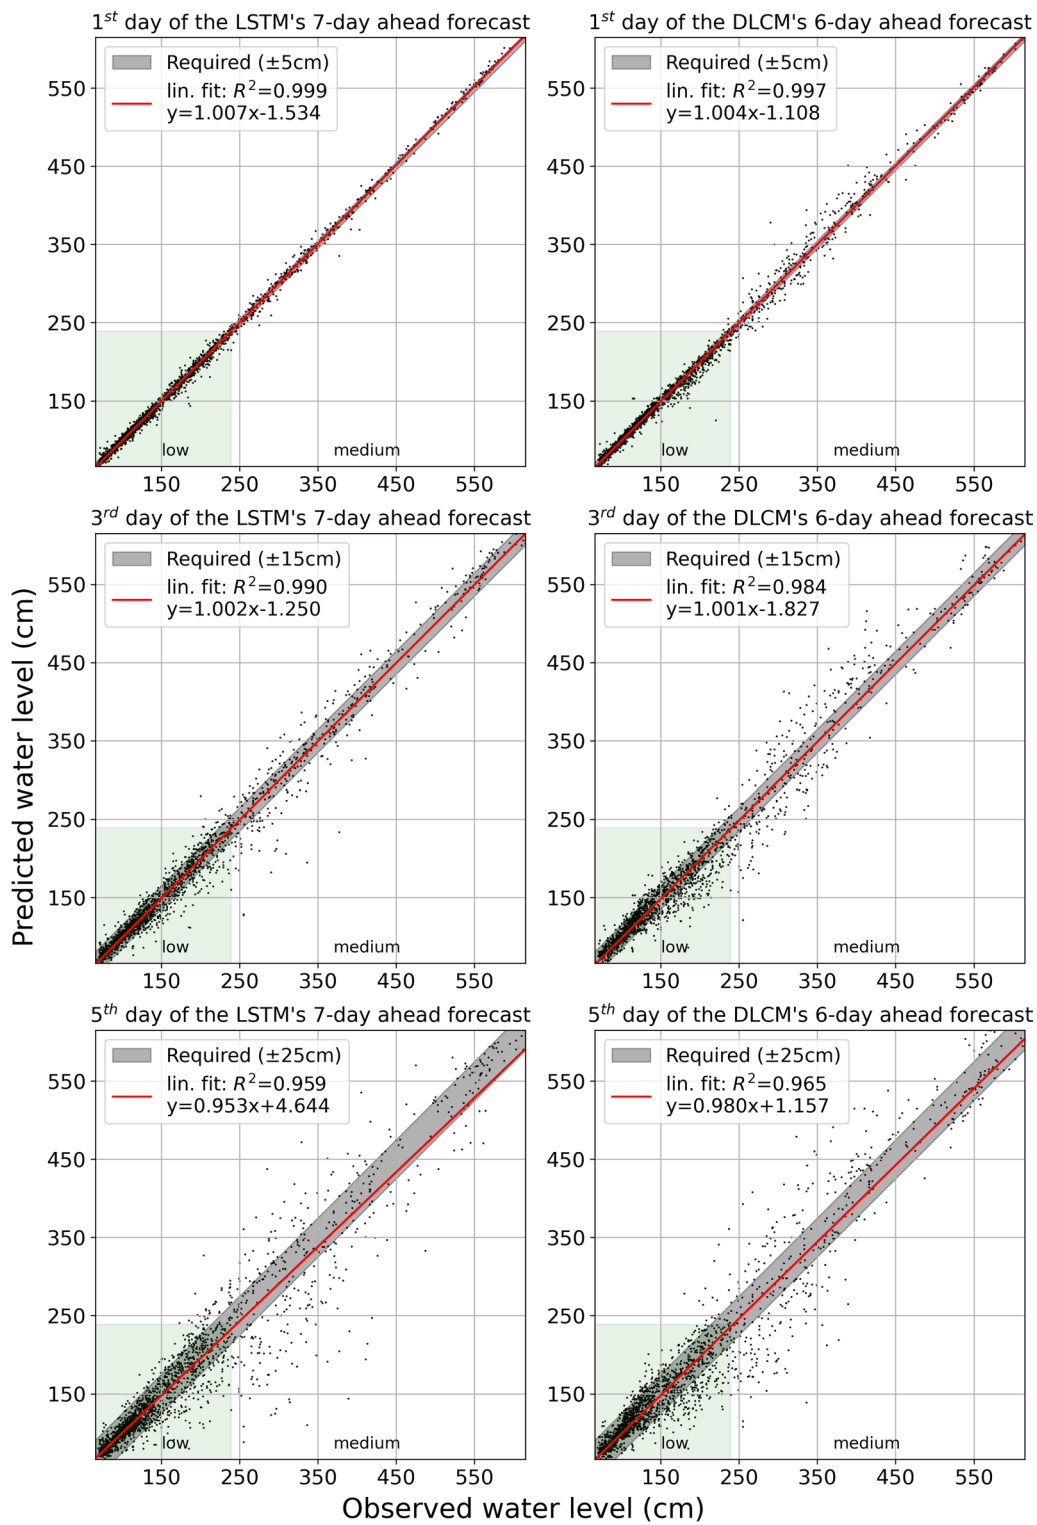 1st day of the LSTM's 7-day ahead forecast
Required (±5cm)
lin. fit: R²=0.999
y=1.007x-1.534
550
450
350
250
150
low
medium
150 250 350 450 550
1st day of the DLCM's 6-day ahead forecast
Required (±5cm)
lin. fit: R²=0.997
y=1.004x-1.108
550
450
350
250
150
low
medium
150 250 350 450 550
3rd day of the LSTM's 7-day ahead forecast
Required (±15cm)
lin. fit: R²=0.990
y=1.002x-1.250
550
450
350
250
150
low
medium
150 250 350 450 550
3rd day of the DLCM's 6-day ahead forecast
Required (±15cm)
lin. fit: R²=0.984
y=1.001x-1.827
550
450
350
250
150
low
medium
150 250 350 450 550
Predicted water level (cm)
5th day of the LSTM's 7-day ahead forecast
Required (±25cm)
lin. fit: R²=0.959
y=0.953x+4.644
550
450
350
250
150
low
medium
150 250 350 450 550
5th day of the DLCM's 6-day ahead forecast
Required (±25cm)
lin. fit: R²=0.965
y=0.980x+1.157
550
450
350
250
150
low
medium
150 250 350 450 550
Observed water level (cm)